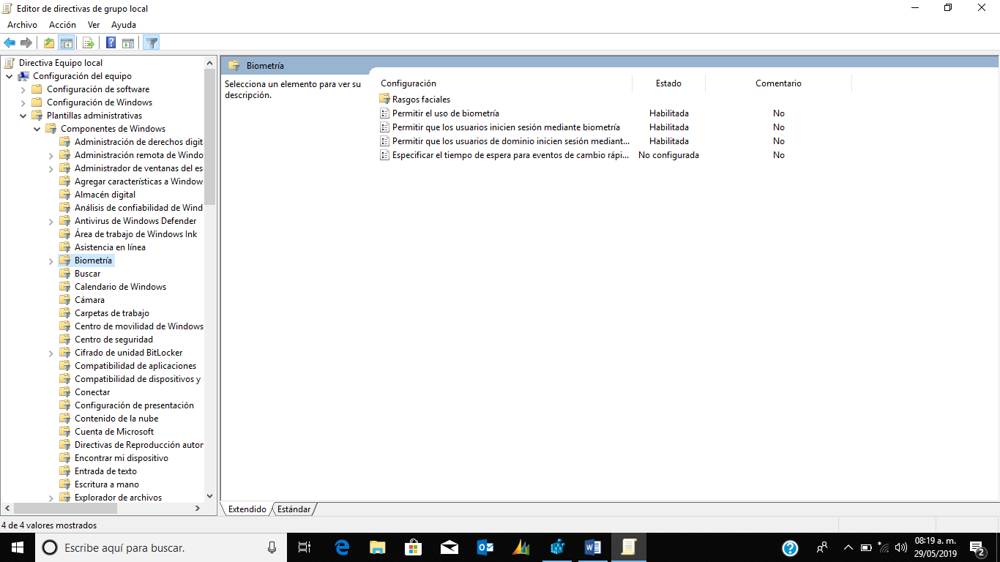 Editor de directivas de grupo local
Archivo Acción Ver Ayuda
Directiva Equipo local
Configuración del equipo
Configuración de software
Configuración de Windows
Plantillas administrativas
Componentes de Windows
Administración de derechos digit
Administración remota de Windo
Administrador de ventanas del es
Agregar características a Window
Almacén digital
Análisis de confiabilidad de Wind
Antivirus de Windows Defender
Área de trabajo de Windows Ink
Asistencia en línea
Biometría
Buscar
Calendario de Windows
Cámara
Carpetas de trabajo
Centro de movilidad de Windows
Centro de seguridad
Cifrado de unidad BitLocker
Compatibilidad de aplicaciones
Compatibilidad de dispositivos y
Conectar
Configuración de presentación
Contenido de la nube
Cuenta de Microsoft
Directivas de Reproducción autor
Encontrar mi dispositivo
Entrada de texto
Escritura a mano
Explorador de archivos
Biometría
Selecciona un elemento para ver su
descripción.
Configuración Estado Comentario
Rasgos faciales
Permitir el uso de biometría Habilitada No
Permitir que los usuarios inicien sesión mediante biometría Habilitada No
Permitir que los usuarios de dominio inicien sesión mediant... Habilitada No
Especificar el tiempo de espera para eventos de cambio rápi... No configurada No
Extendido Estándar
4 de 4 valores mostrados
Escribe aquí para buscar.
08:19 a. m.
29/05/2019
2